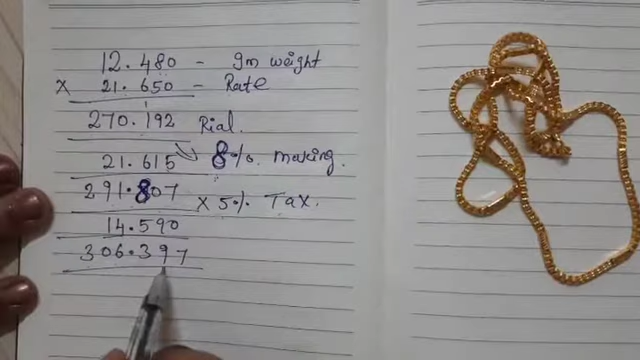 12.480 - gm weight
x 21.650 - Rate
270.192 Rial.
21.615 8% making.
291.807 x 5% Tax.
14.590
306.397